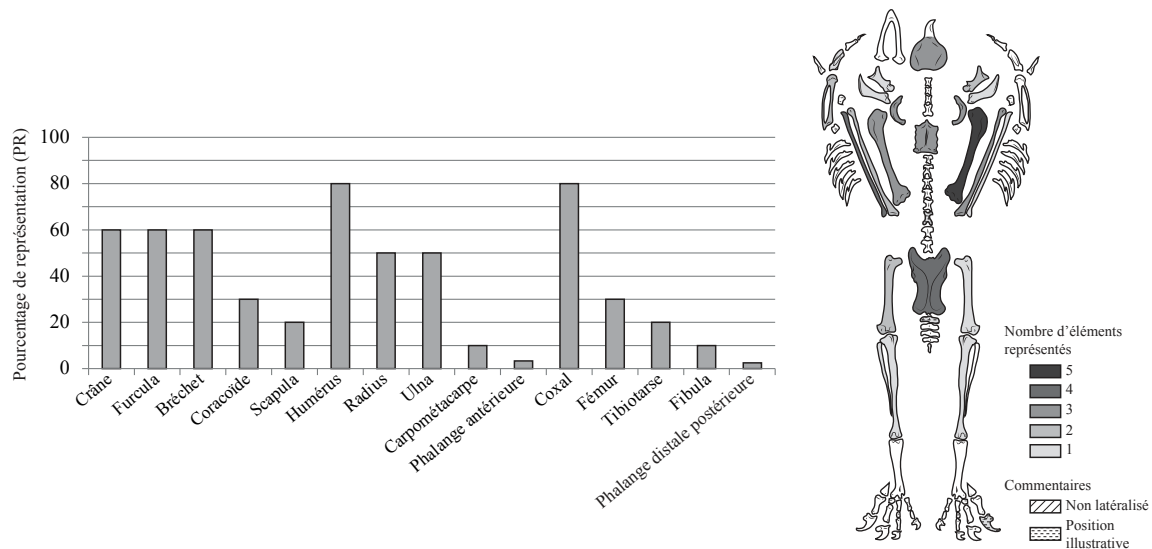 Pourcentage de représentation (PR)
100
80
60
40
20
0
Crâne
Furcula
Bréchet
Coracoïde
Scapula
Humérus
Radius
Ulna
Carpométacarpe
Phalange antérieure
Coxal
Fémur
Tibiotarse
Fibula
Phalange distale postérieure
Nombre d'éléments
représentés
5
4
3
2
1
Commentaires
Non latéralisé
Position
illustrative